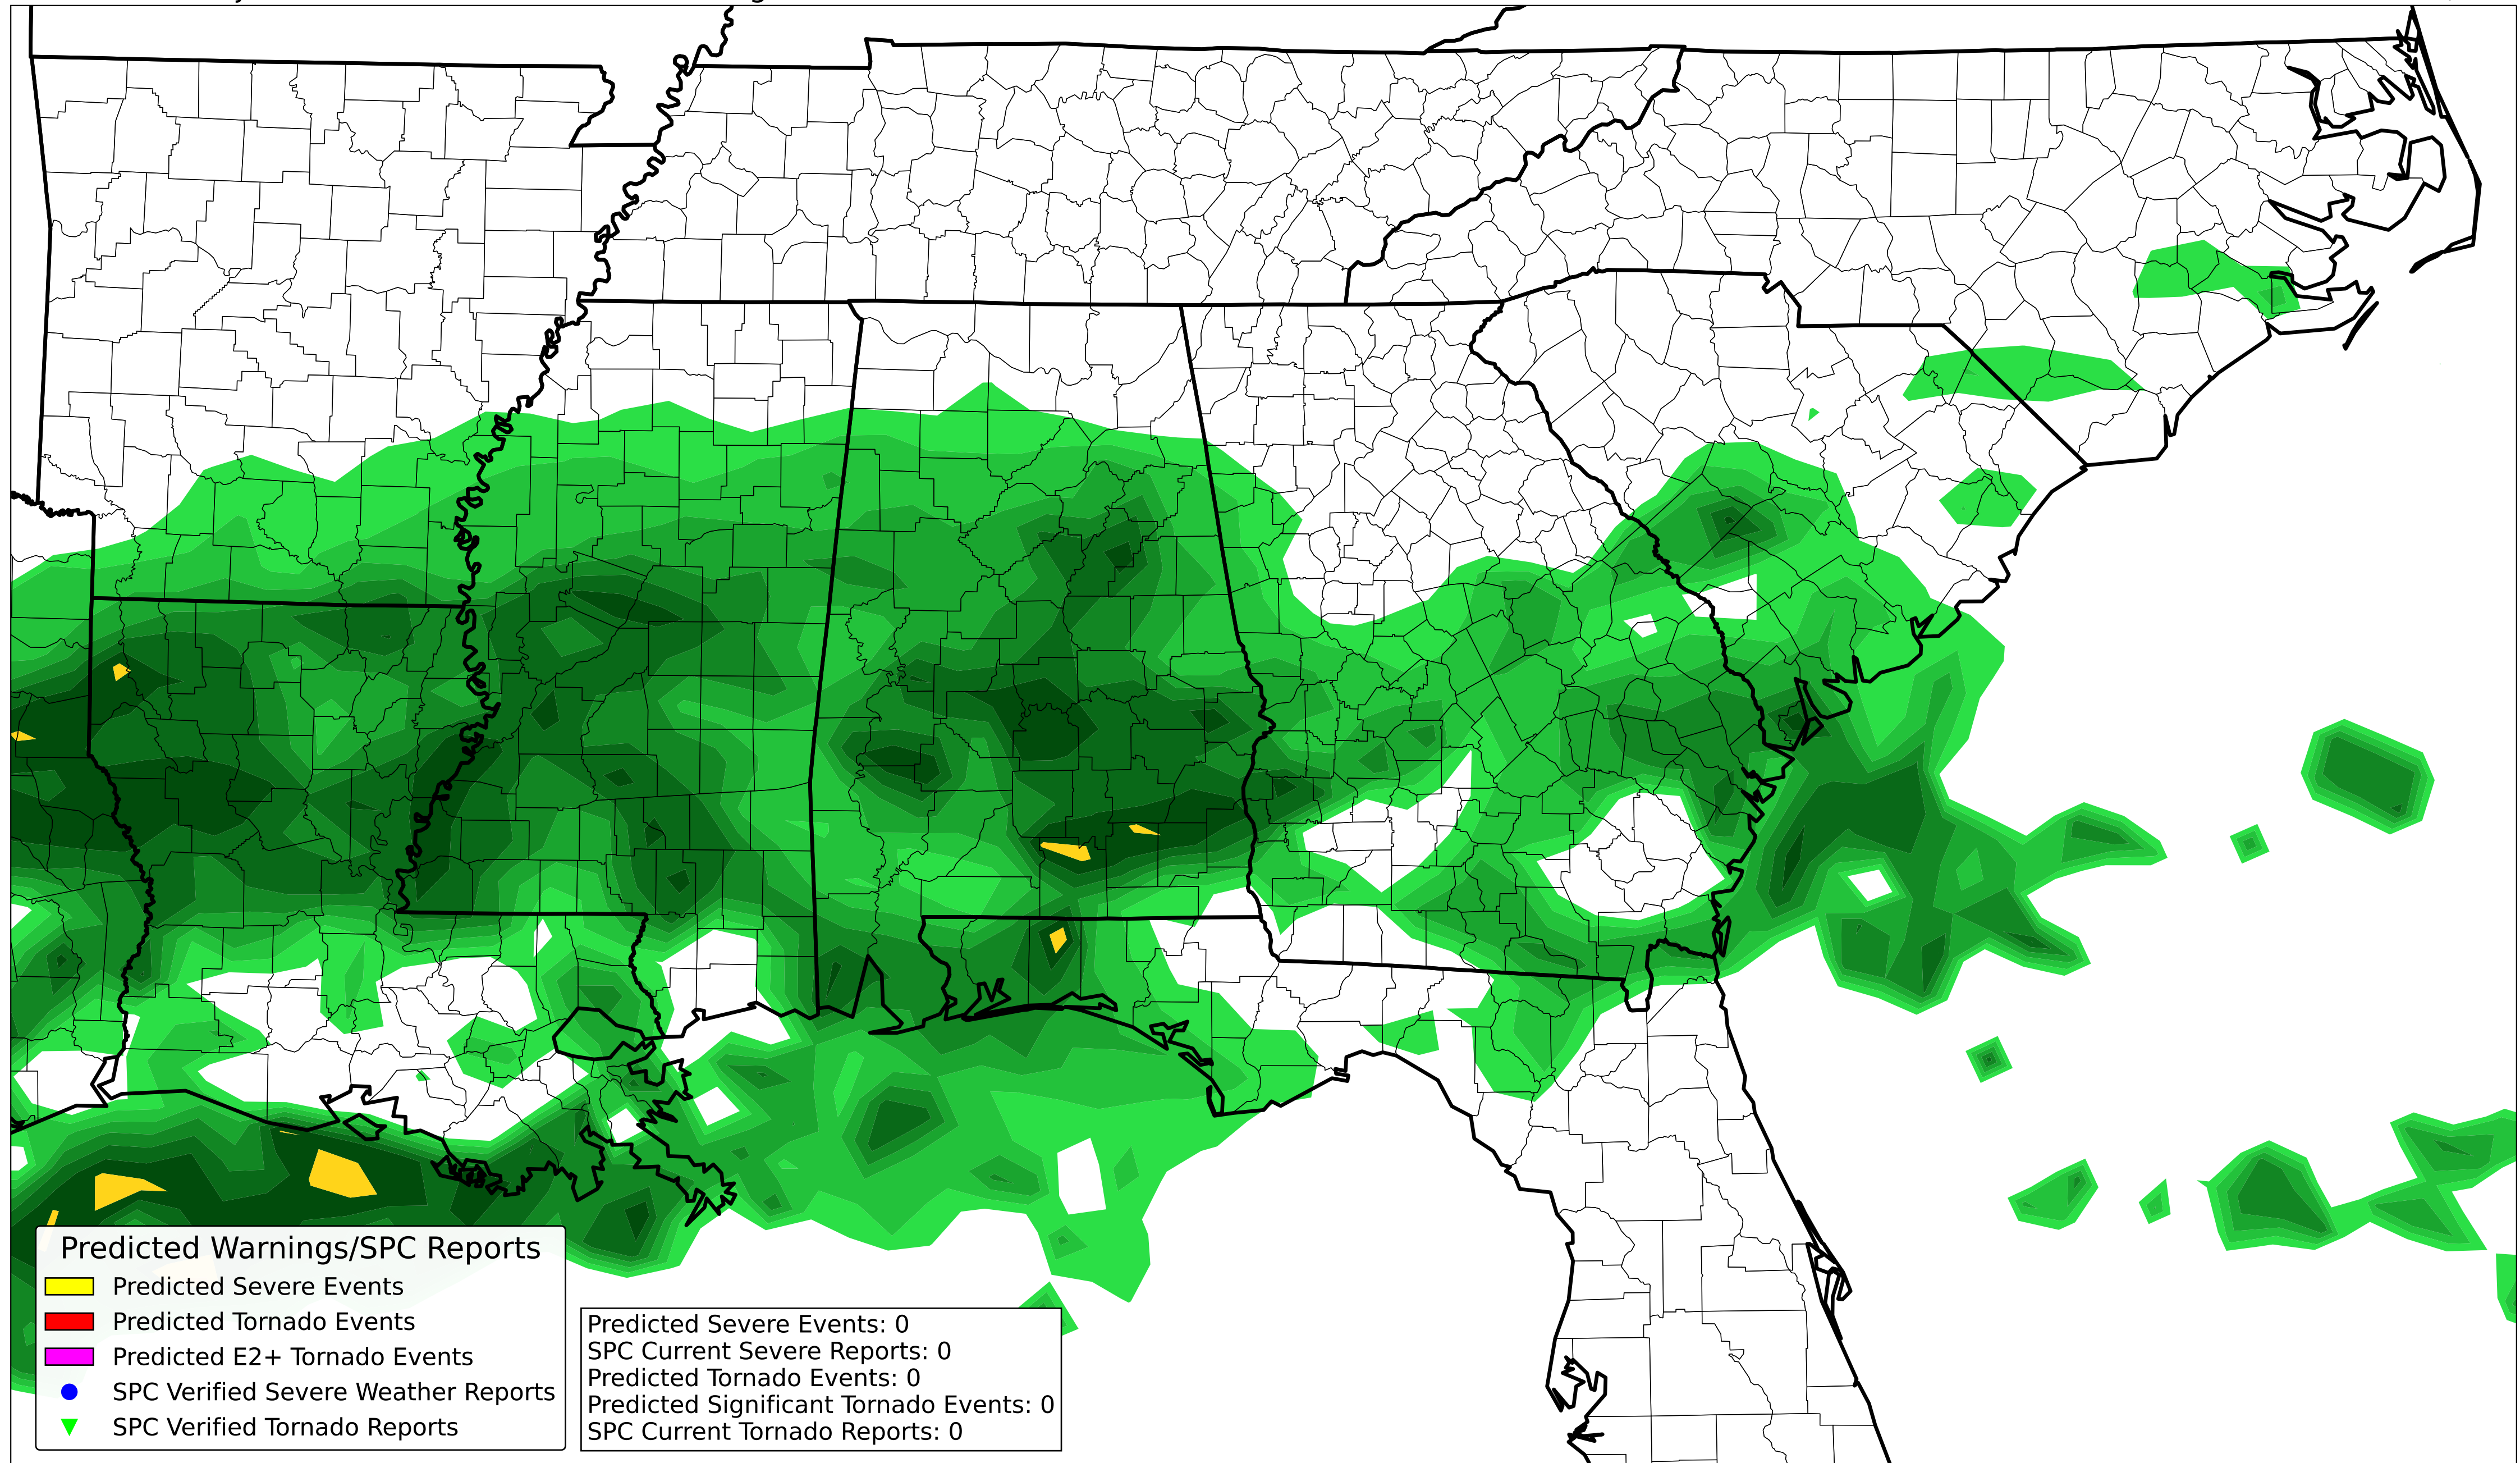 Predicted Warnings/SPC Reports
Predicted Severe Events
Predicted Tornado Events
Predicted E2+ Tornado Events
SPC Verified Severe Weather Reports
SPC Verified Tornado Reports
Predicted Severe Events: 0
SPC Current Severe Reports: 0
Predicted Tornado Events: 0
Predicted Significant Tornado Events: 0
SPC Current Tornado Reports: 0